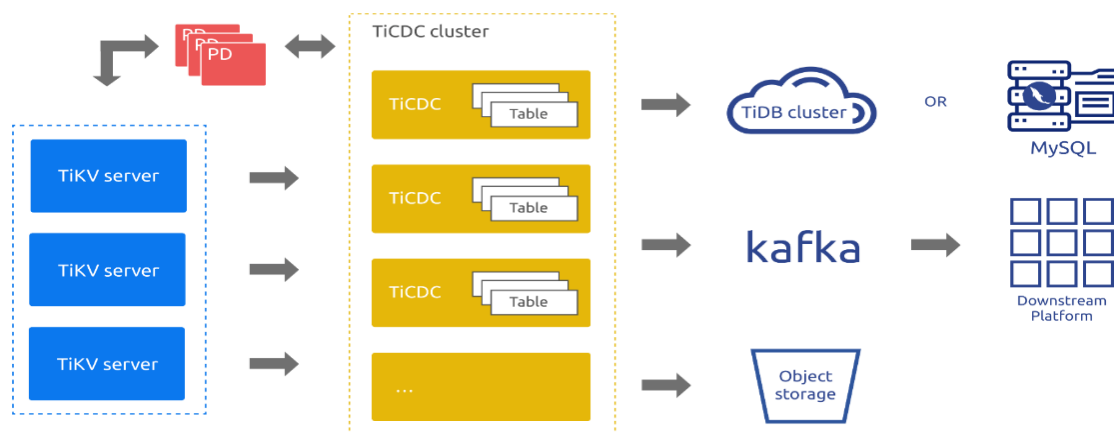 PD
PD
PD
TiCDC cluster
TiCDC
Table
TiDB cluster
OR
MySQL
TiKV server
TiCDC
Table
TiKV server
kafka
Downstream
Platform
TiCDC
Table
TiKV server
...
Object
storage